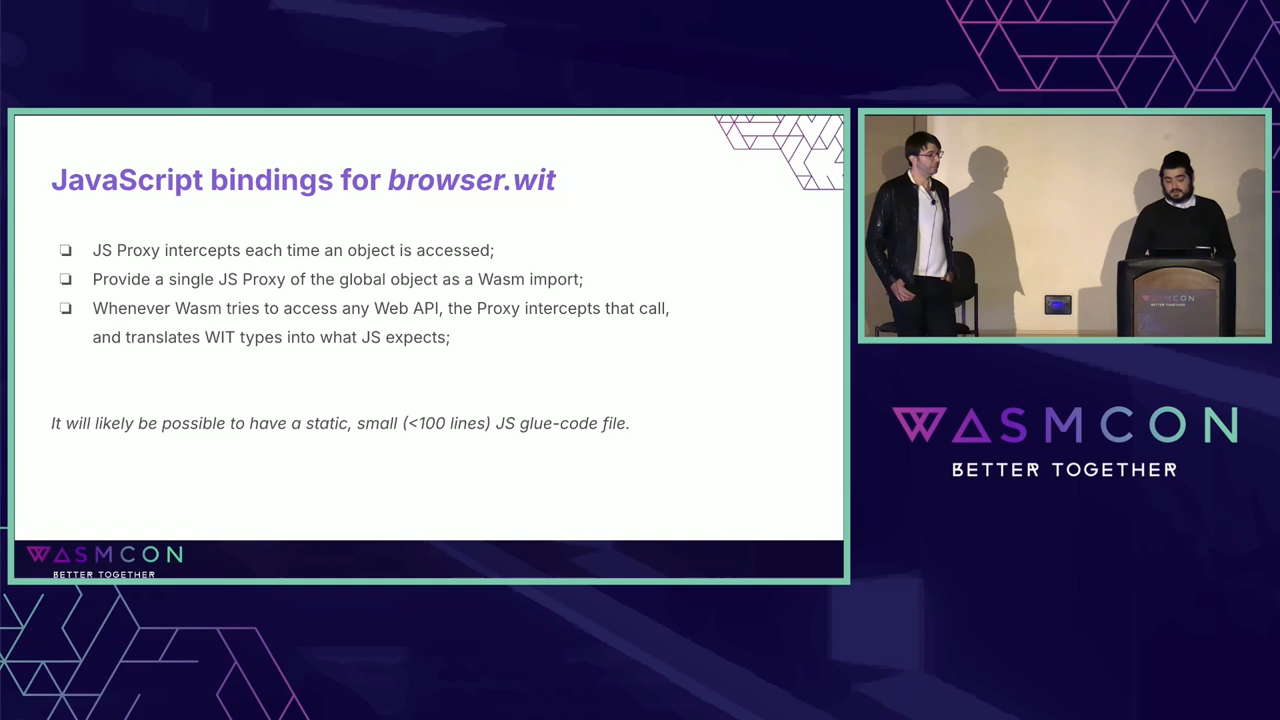 JavaScript bindings for browser.wit
❏ JS Proxy intercepts each time an object is accessed;
❏ Provide a single JS Proxy of the global object as a Wasm import;
❏ Whenever Wasm tries to access any Web API, the Proxy intercepts that call,
and translates WIT types into what JS expects;
It will likely be possible to have a static, small (<100 lines) JS glue-code file.
WASMCON
BETTER TOGETHER
WASMCON
BETTER TOGETHER
WASMCON
BETTER TOGETHER